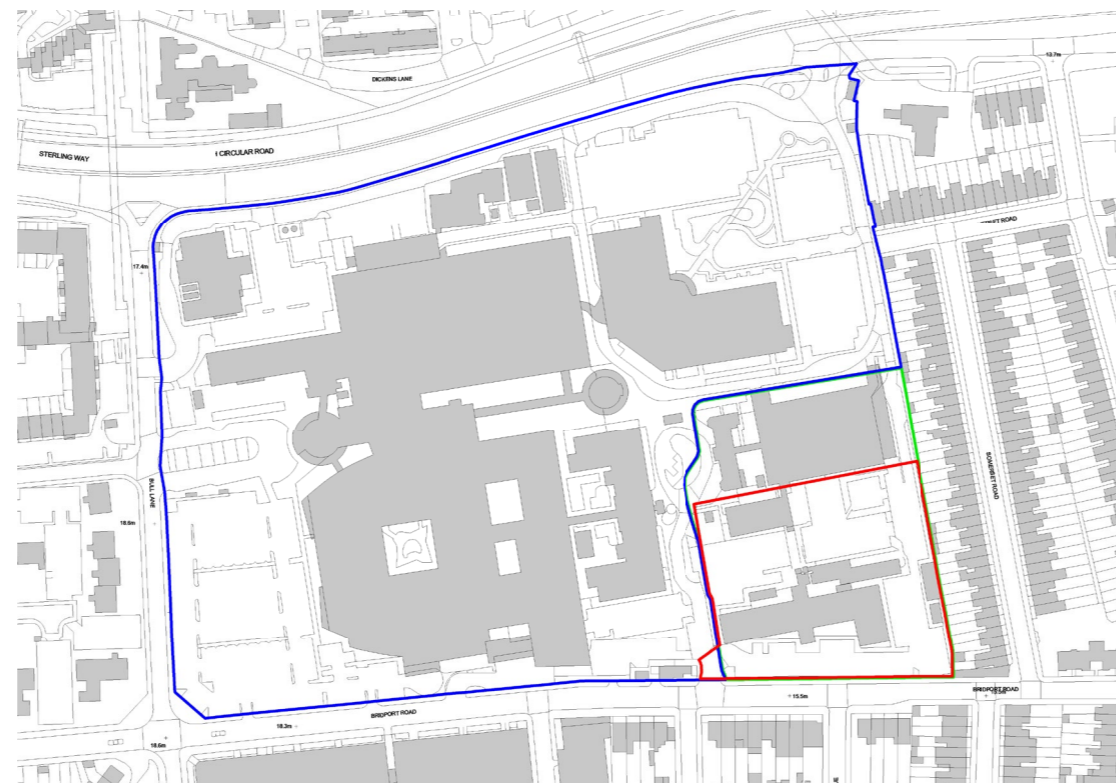 13.7m
DICKENS LANE
STERLING WAY
I CIRCULAR ROAD
17.4m
BULL LANE
SOMERSET ROAD
18.6m
15.5m
BRIDPORT ROAD
18.3m
BRIDPORT ROAD
18.6m